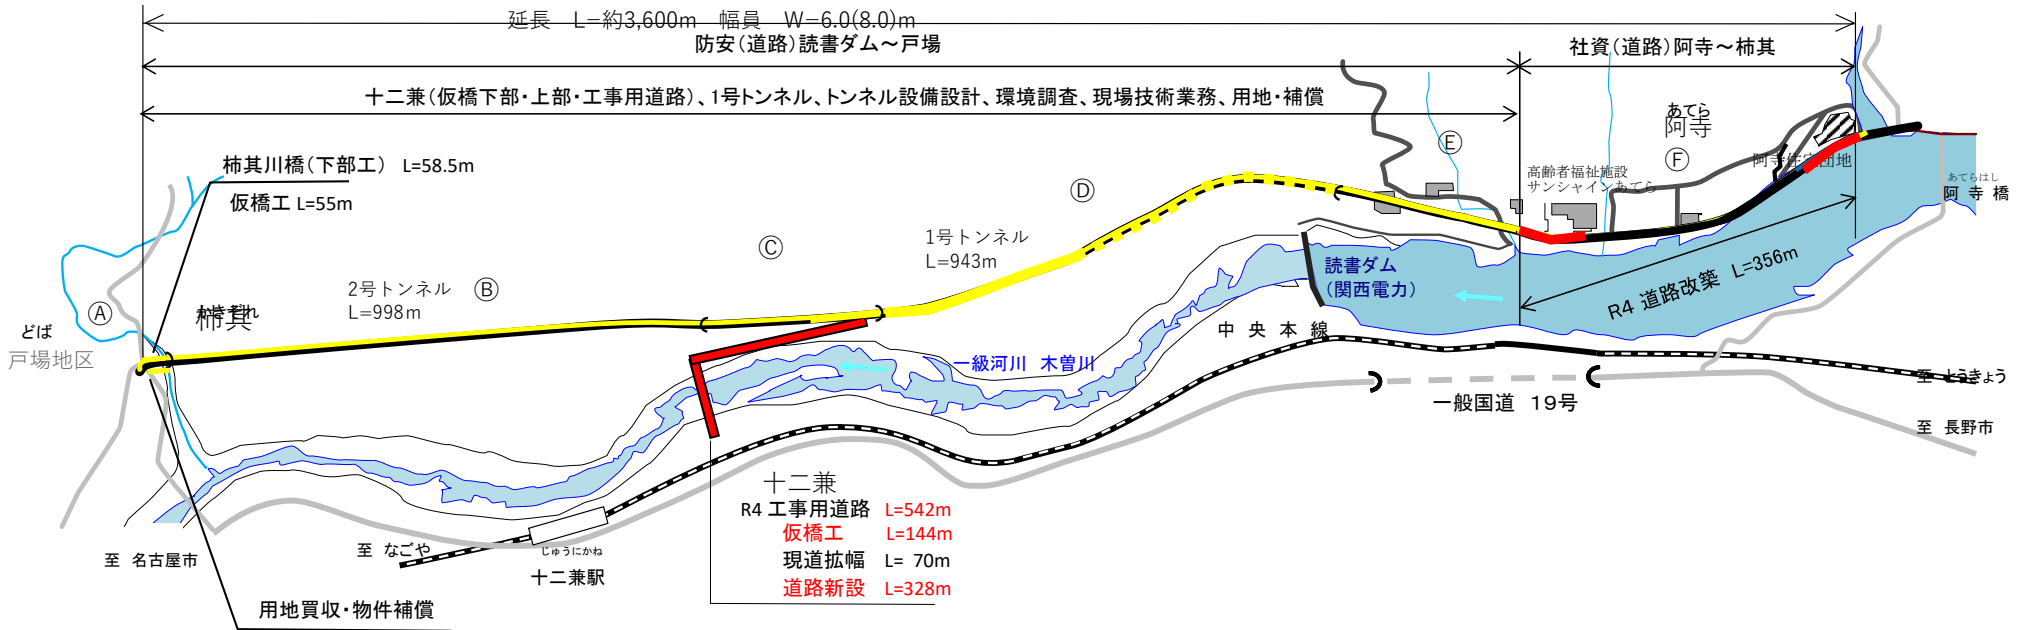 延長 L=約3,600m 幅員 W=6.0(8.0)m
防安(道路)読書ダム～戸場
社資(道路)阿寺～柿其
十二兼(仮橋下部・上部・工事用道路)、1号トンネル、トンネル設備設計、環境調査、現場技術業務、用地・補償
あてら
阿寺
Ⓔ
Ⓕ
阿寺住宅団地
高齢者福祉施設
サンシャインあてら
あてらはし
阿寺橋
柿其川橋(下部工) L=58.5m
仮橋工 L=55m
Ⓓ
Ⓒ
1号トンネル
L=943m
2号トンネル
L=998m
Ⓑ
Ⓐ
かきぞれ
柿其
どば
戸場地区
読書ダム
(関西電力)
R4 道路改築 L=356m
中央本線
一級河川 木曽川
至 とうきょう
一般国道 19号
至 長野市
十二兼
R4 工事用道路 L=542m
仮橋工 L=144m
現道拡幅 L= 70m
道路新設 L=328m
至 名古屋市
至 なごや
じゅうにかね
十二兼駅
用地買収・物件補償